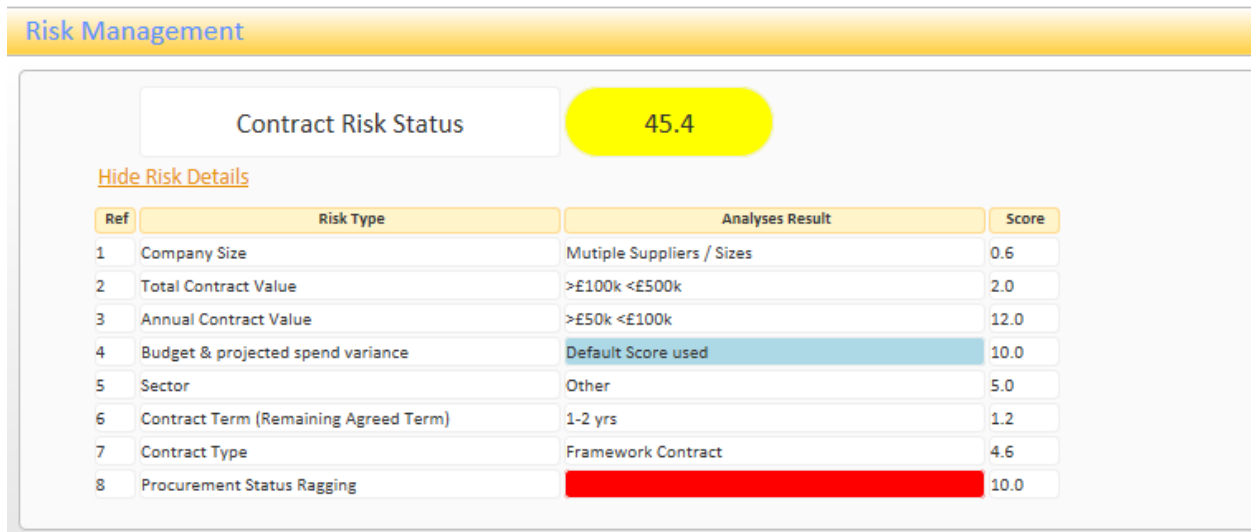 Risk Management
Contract Risk Status 45.4
Hide Risk Details
Ref Risk Type Analyses Result Score
1 Company Size Mutiple Suppliers / Sizes 0.6
2 Total Contract Value >£100k <£500k 2.0
3 Annual Contract Value >£50k <£100k 12.0
4 Budget & projected spend variance Default Score used 10.0
5 Sector Other 5.0
6 Contract Term (Remaining Agreed Term) 1-2 yrs 1.2
7 Contract Type Framework Contract 4.6
8 Procurement Status Ragging 10.0